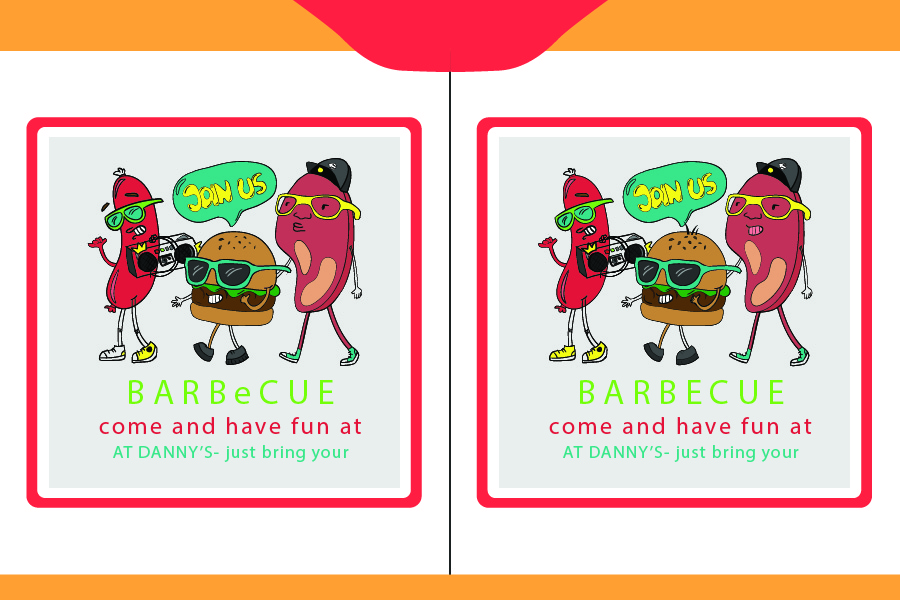 JOIN US
BARBeCUE
come and have fun at
AT DANNY'S- just bring your
JOIN US
BARBECUE
come and have fun at
AT DANNY'S- just bring your